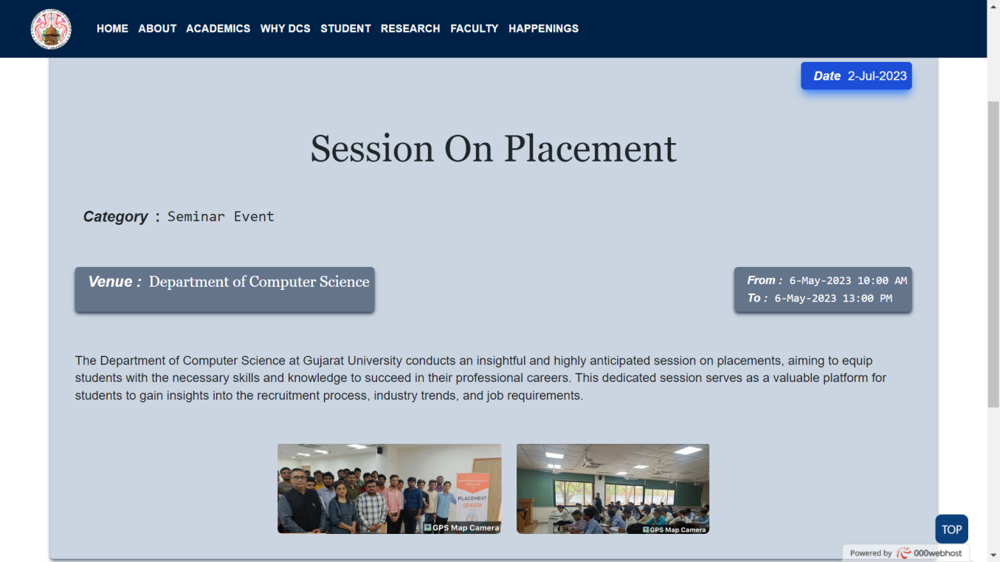 HOME ABOUT ACADEMICS WHY DCS STUDENT RESEARCH FACULTY HAPPENINGS
Date 2-Jul-2023
Session On Placement
Category : Seminar Event
Venue : Department of Computer Science
From : 6-May-2023 10:00 AM
To : 6-May-2023 13:00 PM
The Department of Computer Science at Gujarat University conducts an insightful and highly anticipated session on placements, aiming to equip
students with the necessary skills and knowledge to succeed in their professional careers. This dedicated session serves as a valuable platform for
students to gain insights into the recruitment process, industry trends, and job requirements.
PLACEMENT
SEASON
GPS Map Camera
GPS Map Camera
TOP
Powered by 000webhost